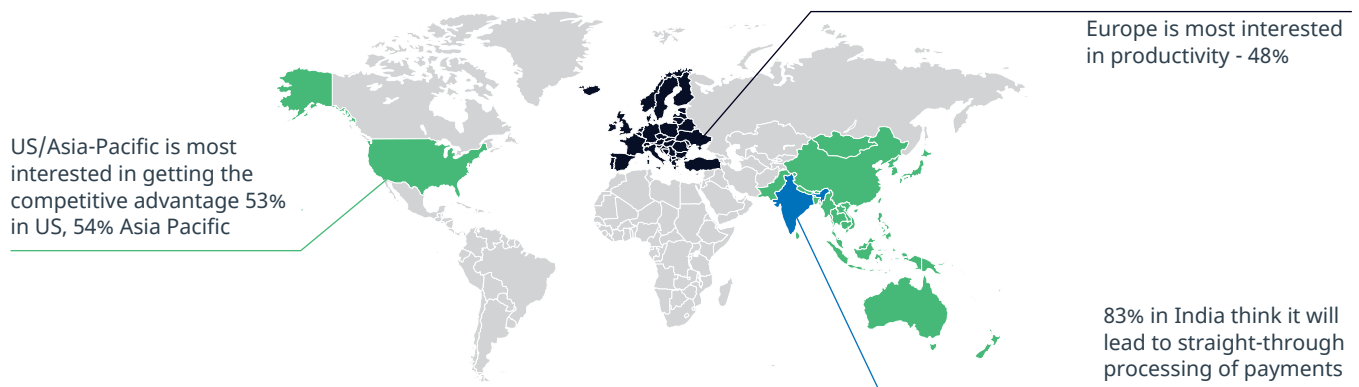 Europe is most interested
in productivity - 48%
US/Asia-Pacific is most
interested in getting the
competitive advantage 53%
in US, 54% Asia Pacific
83% in India think it will
lead to straight-through
processing of payments